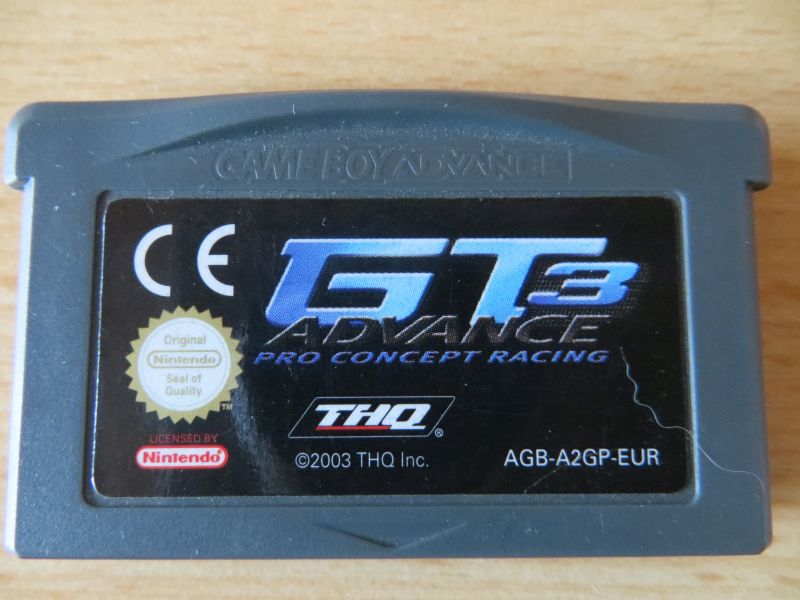 GAME BOY ADVANCE
CE
GT3
ADVANCE
PRO CONCEPT RACING
Original
Nintendo
Seal of
Quality
TM
LICENSED BY
Nintendo®
THQ®
©2003 THQ Inc.
AGB-A2GP-EUR